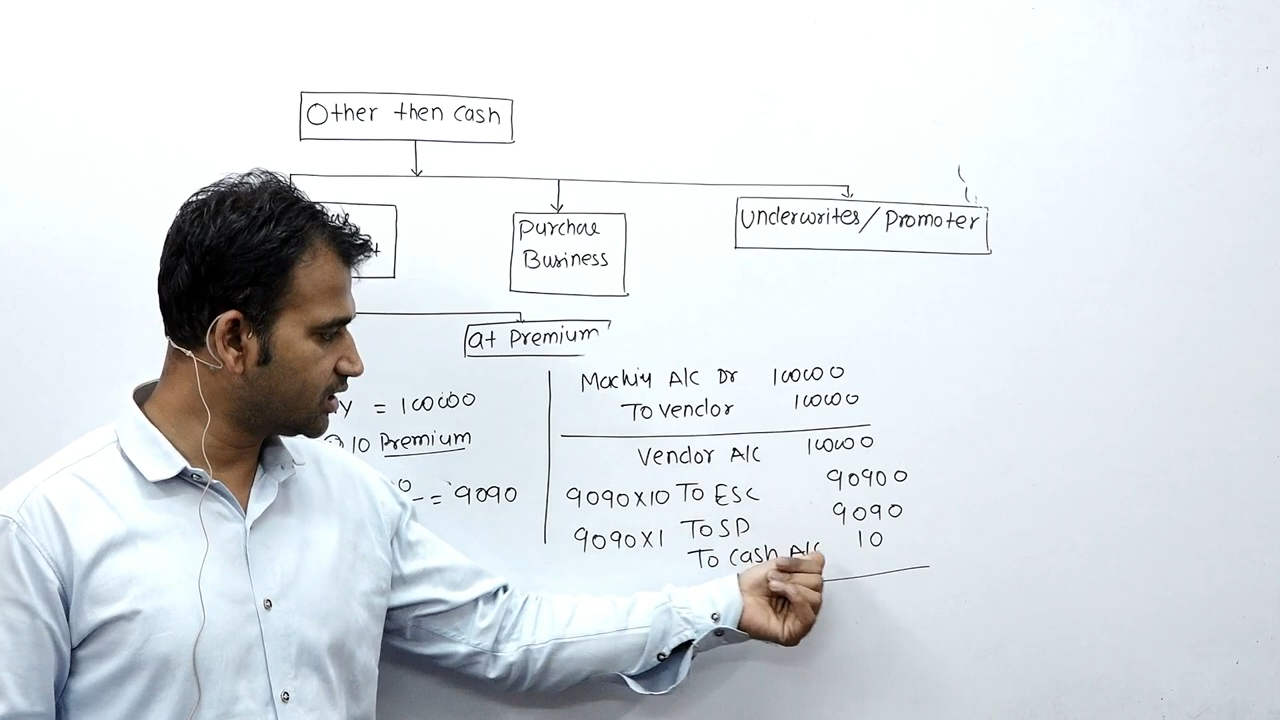 Other then cash
Purchae
Business
Underwrites/Promoter
at Premium
Y = 100000
@ 10 Premium
= 9090
Machiy A/C Dr 100000
To Vendor 100000
Vendor A/C 100000
9090X10 To ESC 90900
9090X1 To SP 9090
To Cash A/C 10